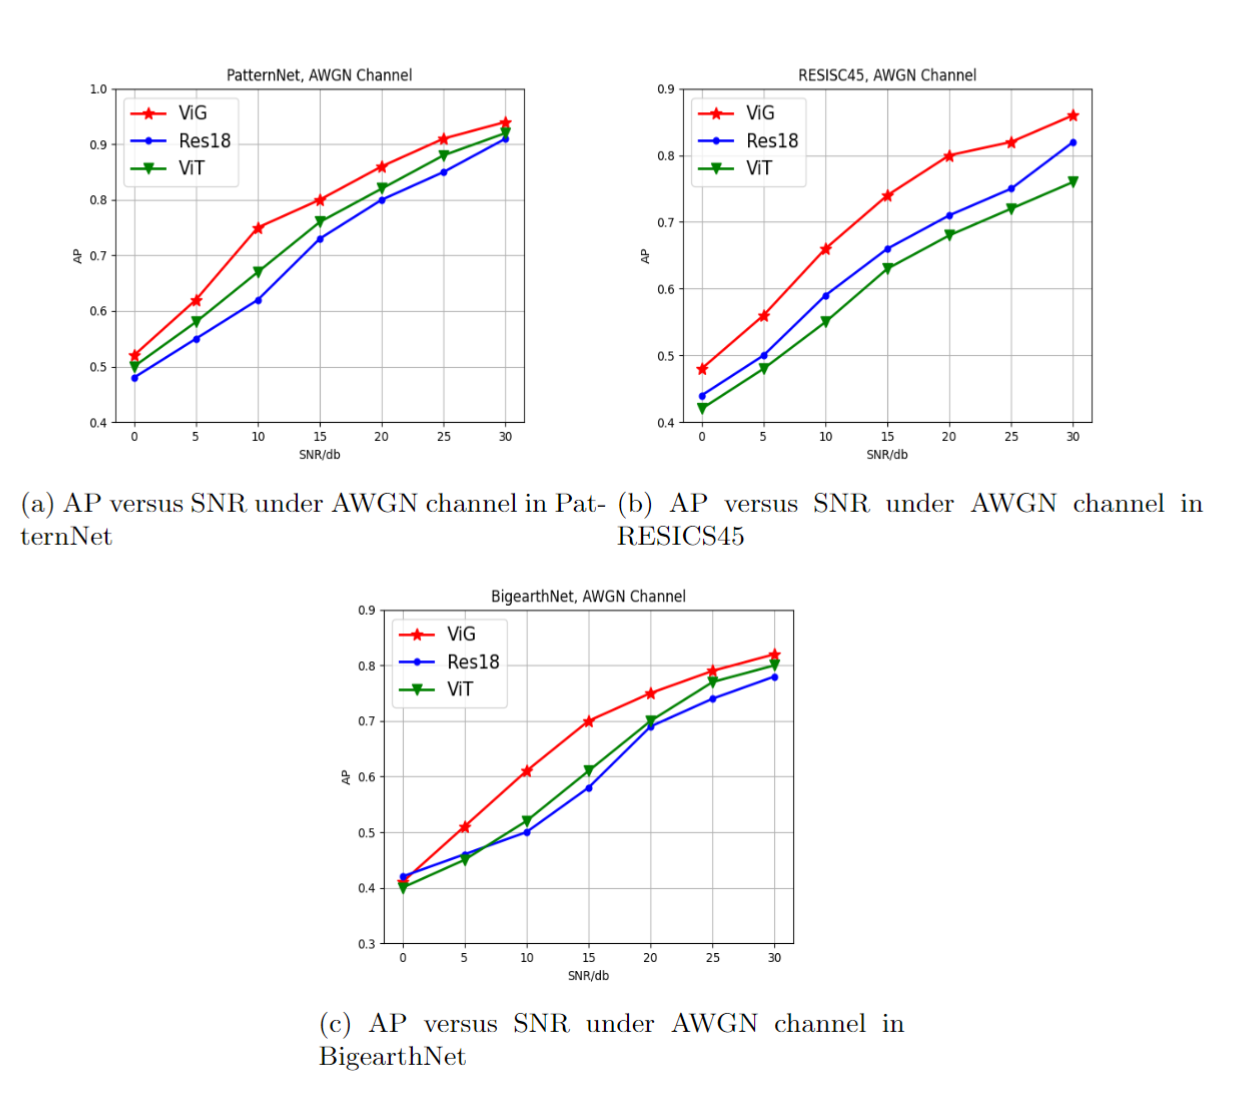 PatternNet, AWGN Channel
1.0
0.9
0.8
0.7
0.6
0.5
0.4
AP
ViG
Res18
ViT
0 5 10 15 20 25 30
SNR/db
RESISC45, AWGN Channel
0.9
0.8
0.7
0.6
0.5
0.4
AP
ViG
Res18
ViT
0 5 10 15 20 25 30
SNR/db
(a) AP versus SNR under AWGN channel in Pat-
ternNet
(b) AP versus SNR under AWGN channel in
RESICS45
BigearthNet, AWGN Channel
0.9
0.8
0.7
0.6
0.5
0.4
0.3
AP
ViG
Res18
ViT
0 5 10 15 20 25 30
SNR/db
(c) AP versus SNR under AWGN channel in
BigearthNet